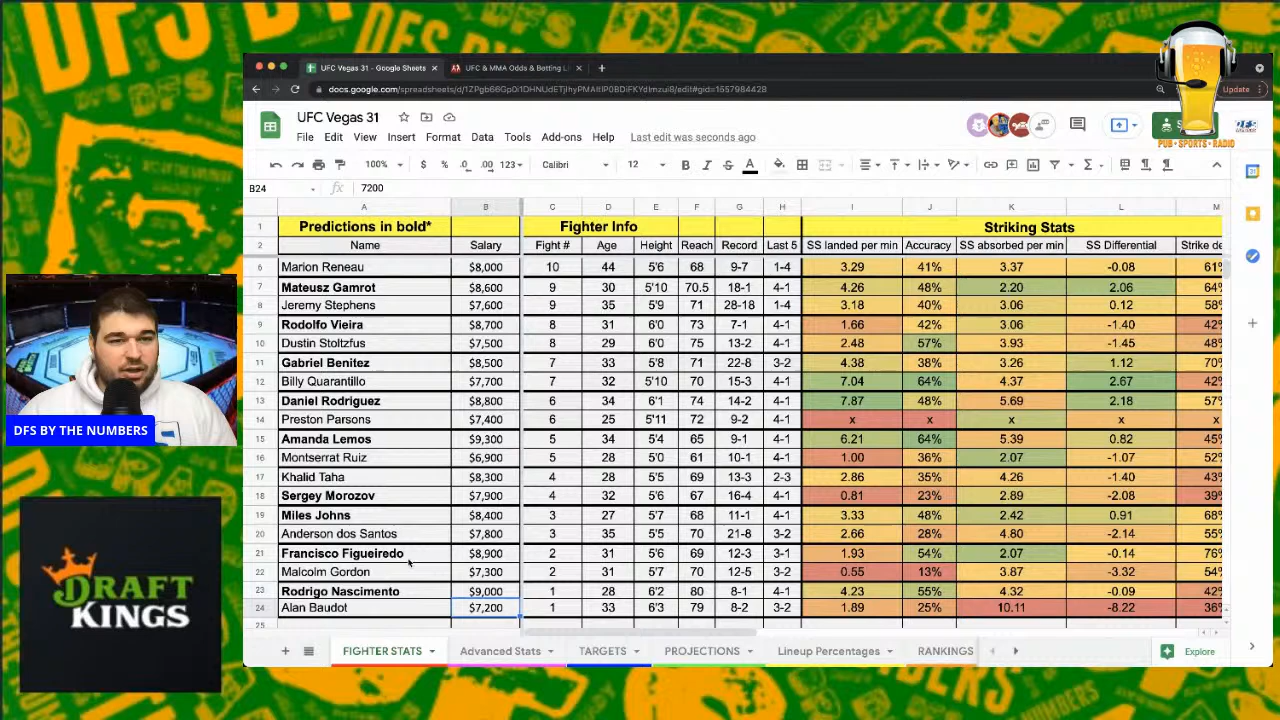 UFC Vegas 31 - Google Sheets
UFC & MMA Odds & Betting Li
docs.google.com/spreadsheets/d/
Update
UFC Vegas 31
File Edit View Insert Format Data Tools Add-ons Help Last edit was seconds ago
100% $ % .0 .00 123 Calibri 12 B I S A
B24 fx 7200
A B C D E F G H I J K L M
1 Predictions in bold* Fighter Info Striking Stats
2 Name Salary Fight # Age Height Reach Record Last 5 SS landed per min Accuracy SS absorbed per min SS Differential Strike de
6 Marion Reneau $8,000 10 44 5'6 68 9-7 1-4 3.29 41% 3.37 -0.08 61%
7 Mateusz Gamrot $8,600 9 30 5'10 70.5 18-1 4-1 4.26 48% 2.20 2.06 64%
8 Jeremy Stephens $7,600 9 35 5'9 71 28-18 1-4 3.18 40% 3.06 0.12 58%
9 Rodolfo Vieira $8,700 8 31 6'0 73 7-1 4-1 1.66 42% 3.06 -1.40 42%
10 Dustin Stoltzfus $7,500 8 29 6'0 75 13-2 4-1 2.48 57% 3.93 -1.45 48%
11 Gabriel Benitez $8,500 7 33 5'8 71 22-8 3-2 4.38 38% 3.26 1.12 70%
12 Billy Quarantillo $7,700 7 32 5'10 70 15-3 4-1 7.04 64% 4.37 2.67 42%
13 Daniel Rodriguez $8,800 6 34 6'1 74 14-2 4-1 7.87 48% 5.69 2.18 57%
14 Preston Parsons $7,400 6 25 5'11 72 9-2 4-1 x x x x x
15 Amanda Lemos $9,300 5 34 5'4 65 9-1 4-1 6.21 64% 5.39 0.82 45%
16 Montserrat Ruiz $6,900 5 28 5'0 61 10-1 4-1 1.00 36% 2.07 -1.07 52%
17 Khalid Taha $8,300 4 28 5'5 69 13-3 2-3 2.86 35% 4.26 -1.40 43%
18 Sergey Morozov $7,900 4 32 5'6 67 16-4 4-1 0.81 23% 2.89 -2.08 39%
19 Miles Johns $8,400 3 27 5'7 68 11-1 4-1 3.33 48% 2.42 0.91 68%
20 Anderson dos Santos $7,800 3 35 5'5 70 21-8 3-2 2.66 28% 4.80 -2.14 55%
21 Francisco Figueiredo $8,900 2 31 5'6 69 12-3 3-1 1.93 54% 2.07 -0.14 76%
22 Malcolm Gordon $7,300 2 31 5'7 70 12-5 3-2 0.55 13% 3.87 -3.32 54%
23 Rodrigo Nascimento $9,000 1 28 6'2 80 8-1 4-1 4.23 55% 4.32 -0.09 42%
24 Alan Baudot $7,200 1 33 6'3 79 8-2 3-2 1.89 25% 10.11 -8.22 36%
25
FIGHTER STATS Advanced Stats TARGETS PROJECTIONS Lineup Percentages RANKINGS Explore
DFS BY THE NUMBERS
DRAFT
KINGS
PUB • SPORTS • RADIO